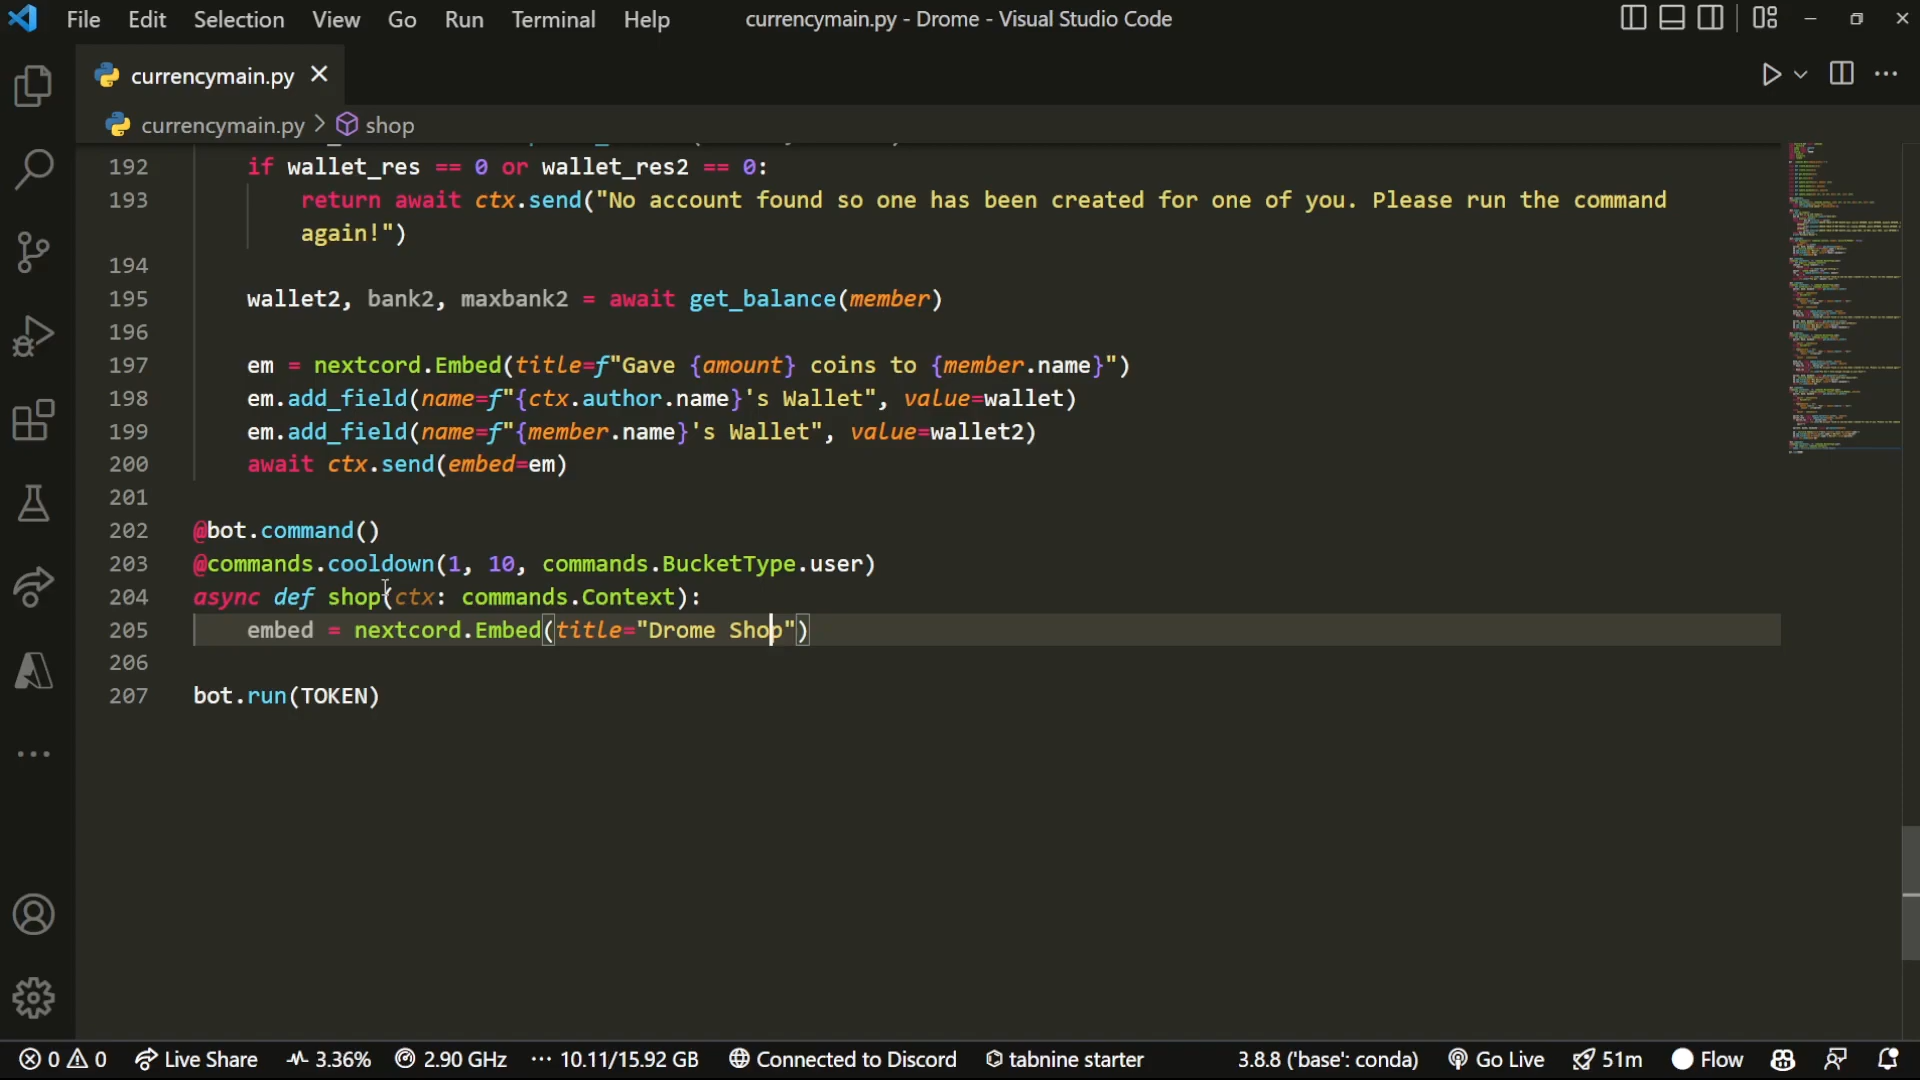 File Edit Selection View Go Run Terminal Help currencymain.py - Drome - Visual Studio Code
currencymain.py
currencymain.py > shop
192 if wallet_res == 0 or wallet_res2 == 0:
193 return await ctx.send("No account found so one has been created for one of you. Please run the command
again!")
194
195 wallet2, bank2, maxbank2 = await get_balance(member)
196
197 em = nextcord.Embed(title=f"Gave {amount} coins to {member.name}")
198 em.add_field(name=f"{ctx.author.name}'s Wallet", value=wallet)
199 em.add_field(name=f"{member.name}'s Wallet", value=wallet2)
200 await ctx.send(embed=em)
201
202 @bot.command()
203 @commands.cooldown(1, 10, commands.BucketType.user)
204 async def shop(ctx: commands.Context):
205 embed = nextcord.Embed(title="Drome Shop")
206
207 bot.run(TOKEN)
0 0 Live Share 3.36% 2.90 GHz 10.11/15.92 GB Connected to Discord tabnine starter 3.8.8 ('base': conda) Go Live 51m Flow